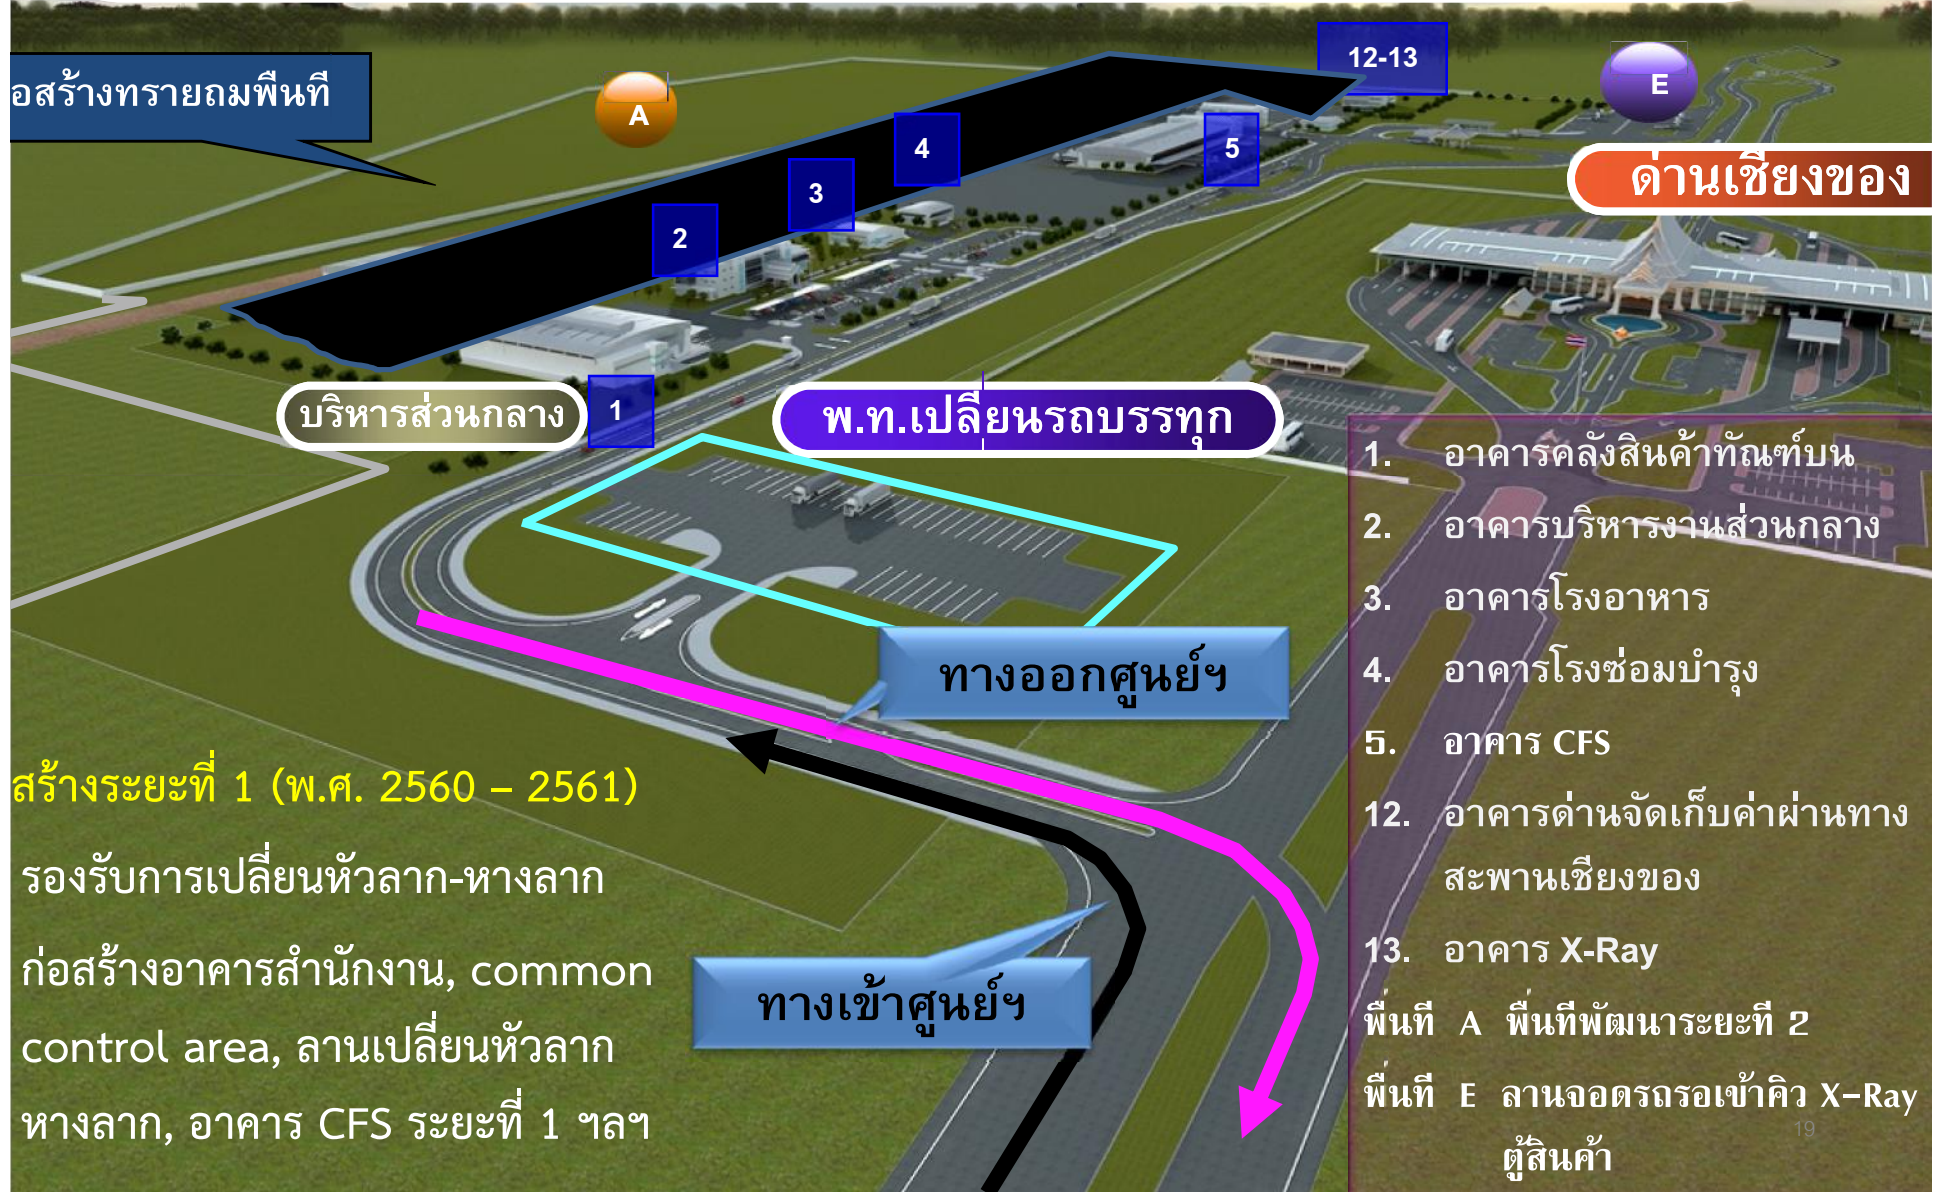 อสร้างทรายถมพืนที
A
12-13
E
4
5
3
2
ด่านเชียงของ
บริหารส่วนกลาง
1
พ.ท.เปลียนรถบรรทุก
1. อาคารคลังสินค้าทัณฑ์บน
2. อาคารบริหารงานส่วนกลาง
3. อาคารโรงอาหาร
4. อาคารโรงซ่อมบำรุง
5. อาคาร CFS
12. อาคารด่านจัดเก็บค่าผ่านทาง
สะพานเชียงของ
13. อาคาร X-Ray
พื้นที A พื้นทีพัฒนาระยะที 2
พื้นที E ลานจอดรถรอเข้าคิว X-Ray
ตู้สินค้า
ทางออกศูนย์ฯ
ทางเข้าศูนย์ฯ
สร้างระยะที่ 1 (พ.ศ. 2560 – 2561)
รองรับการเปลี่ยนหัวลาก-หางลาก
ก่อสร้างอาคารสำนักงาน, common
control area, ลานเปลี่ยนหัวลาก
หางลาก, อาคาร CFS ระยะที่ 1 ฯลฯ
19